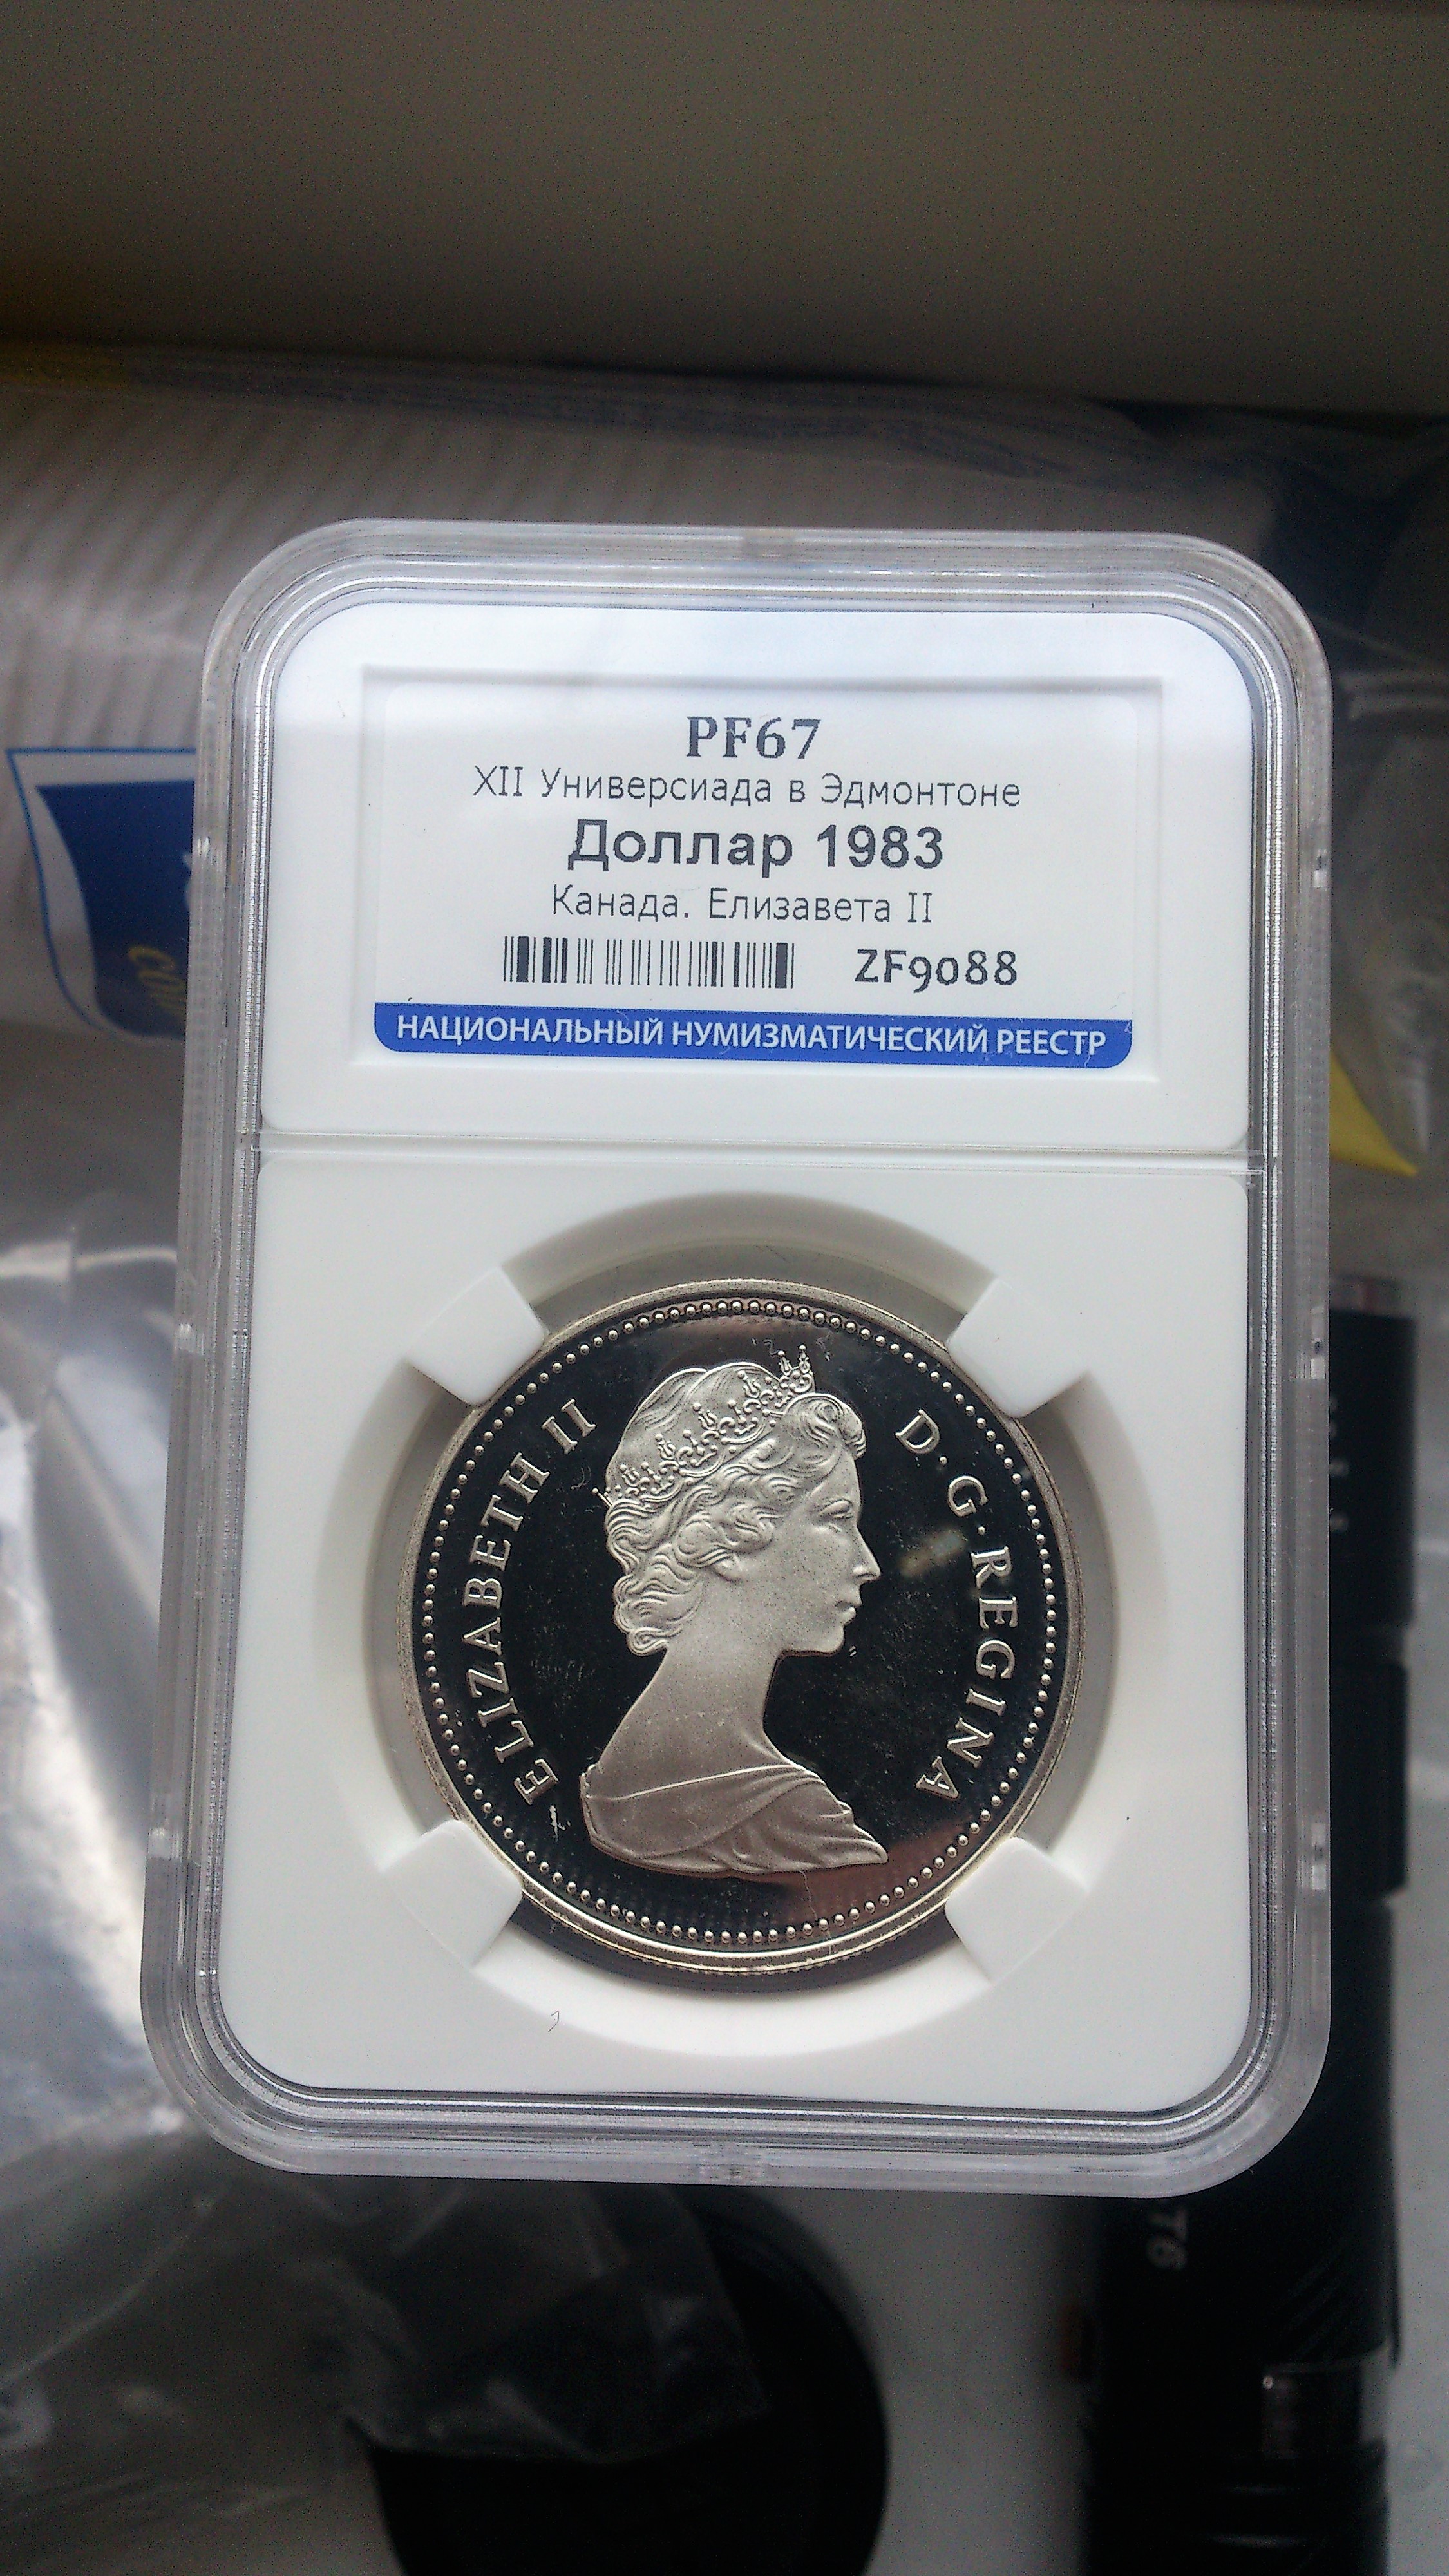 PF67
XII Универсиада в Эдмонтоне
Доллар 1983
Канада. Елизавета II
ZF9088
НАЦИОНАЛЬНЫЙ НУМИЗМАТИЧЕСКИЙ РЕЕСТР
ELIZABETH II D·G·REGINA